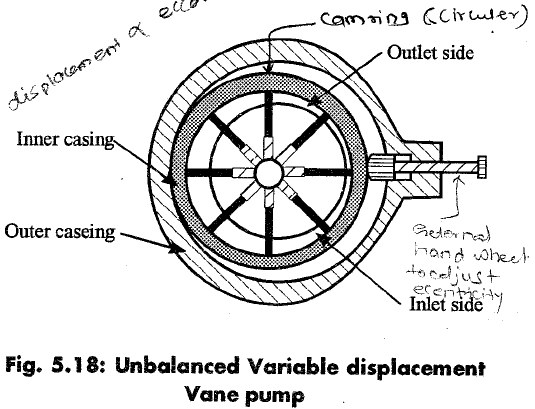 displacement α ecce
camring (circuler)
Outlet side
Inner casing
Outer caseing
External
hand wheel
to adjust
eccentricity
Inlet side
Fig. 5.18: Unbalanced Variable displacement
Vane pump